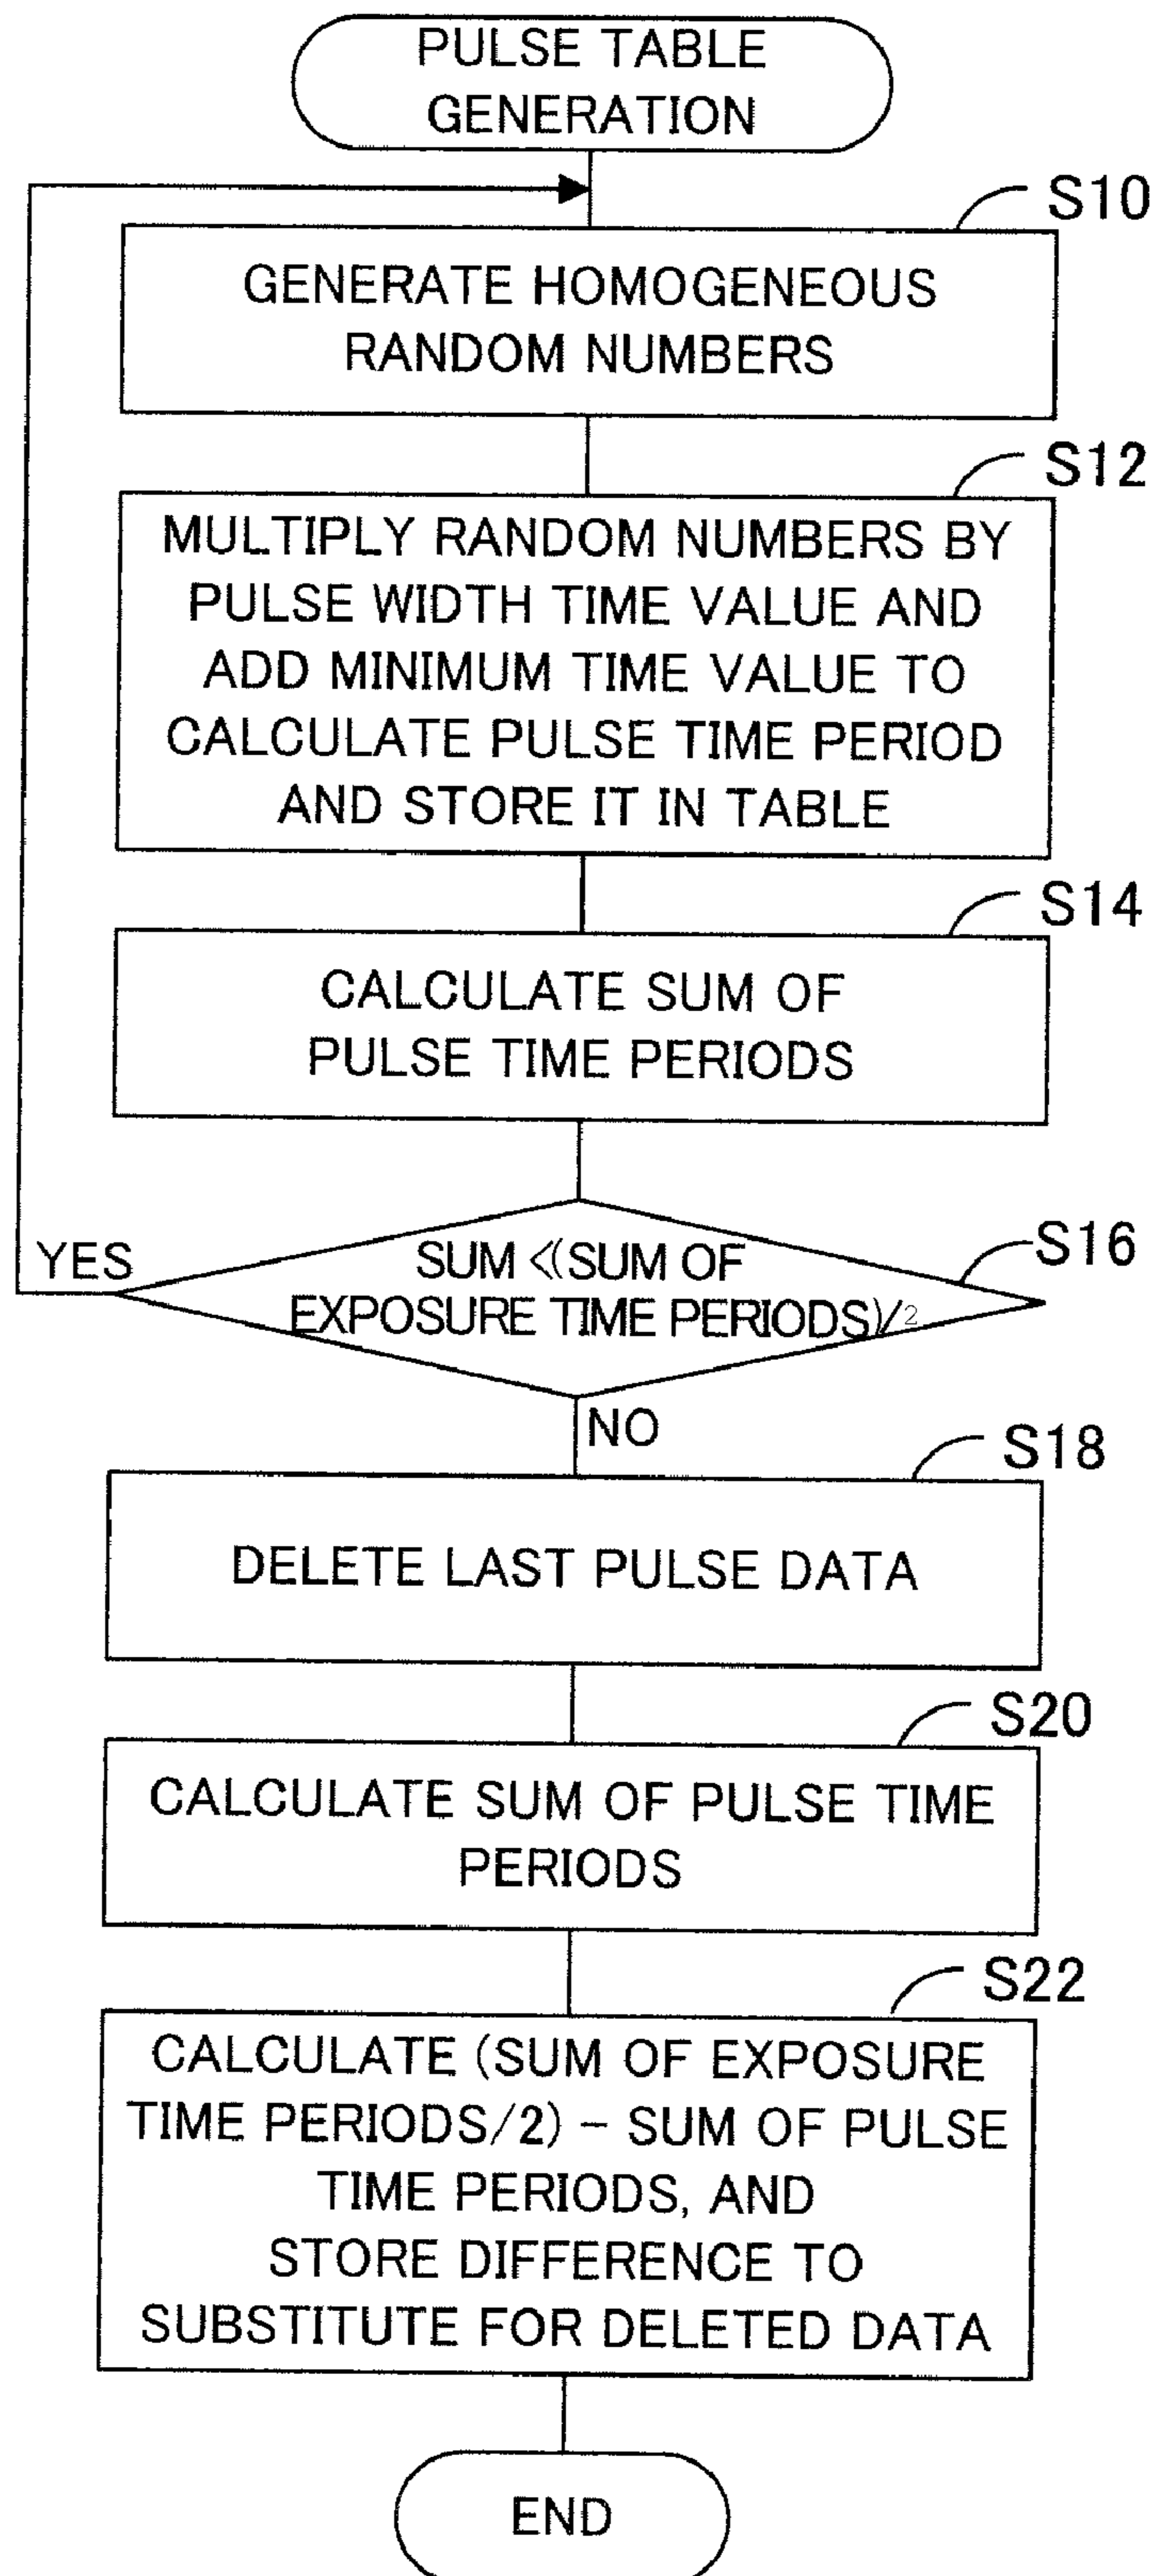 PULSE TABLE
GENERATION
S10
GENERATE HOMOGENEOUS
RANDOM NUMBERS
S12
MULTIPLY RANDOM NUMBERS BY
PULSE WIDTH TIME VALUE AND
ADD MINIMUM TIME VALUE TO
CALCULATE PULSE TIME PERIOD
AND STORE IT IN TABLE
S14
CALCULATE SUM OF
PULSE TIME PERIODS
S16
YES
SUM <(SUM OF
EXPOSURE TIME PERIODS)/2
NO
S18
DELETE LAST PULSE DATA
S20
CALCULATE SUM OF PULSE TIME
PERIODS
S22
CALCULATE (SUM OF EXPOSURE
TIME PERIODS/2) - SUM OF PULSE
TIME PERIODS, AND
STORE DIFFERENCE TO
SUBSTITUTE FOR DELETED DATA
END